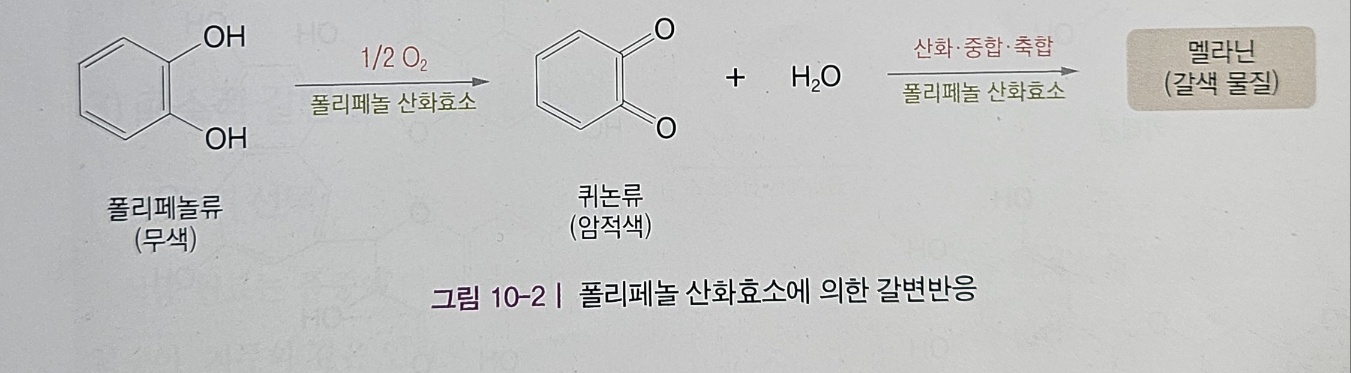 OH
OH
폴리페놀류
(무색)
1/2 O₂
폴리페놀 산화효소
O
O
퀴논류
(암적색)
+ H₂O
산화·중합·축합
폴리페놀 산화효소
멜라닌
(갈색 물질)
그림 10-2 | 폴리페놀 산화효소에 의한 갈변반응